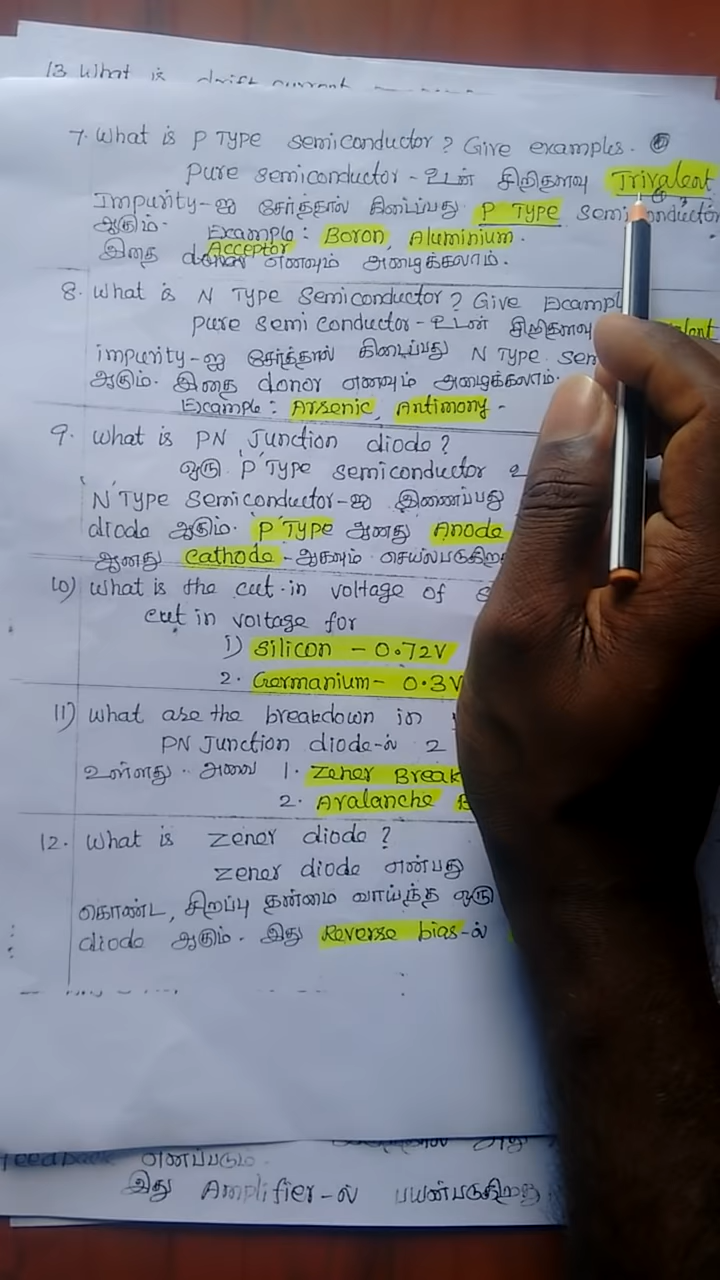 13 What is drift current
7. What is P Type semiconductor? Give examples.
Pure semiconductor - உடன் சிறிதளவு Trivalent
Impurity-ஐ சேர்த்தால் கிடைப்பது P Type semiconductor
ஆகும். Example: Boron, Aluminium.
இதை Acceptor எனவும் அழைக்கலாம்.
8. What is N Type semiconductor? Give Exampl
Pure semi conductor-உடன் சிறிதளவு lent
impurity-ஐ சேர்த்தால் கிடைப்பது N Type sem
ஆகும். இதை donor எனவும் அழைக்கலாம்.
Example: Arsenic, Antimony.
9. What is PN Junction diode?
ஒரு 'P' Type semiconductor உ
'N' Type semiconductor-ஐ இணைப்பது
diode ஆகும். 'P' Type ஆனது Anode
ஆனது cathode-ஆகவும் செயல்படுகிற
10) What is the cut-in voltage of S
cut in voltage for
1) Silicon - 0.72V
2. Germanium - 0.3V
11) What are the breakdown in
PN Junction diode-ல் 2
உள்ளது. அவை 1. Zener Break
2. Avalanche B
12. What is zener diode?
zener diode என்பது
கொண்ட, சிறப்பு தன்மை வாய்ந்த ஒரு
diode ஆகும். இது Reverse bias-ல்
feedback எனப்படும்.
இது Amplifier-ல் பயன்படுகிறது